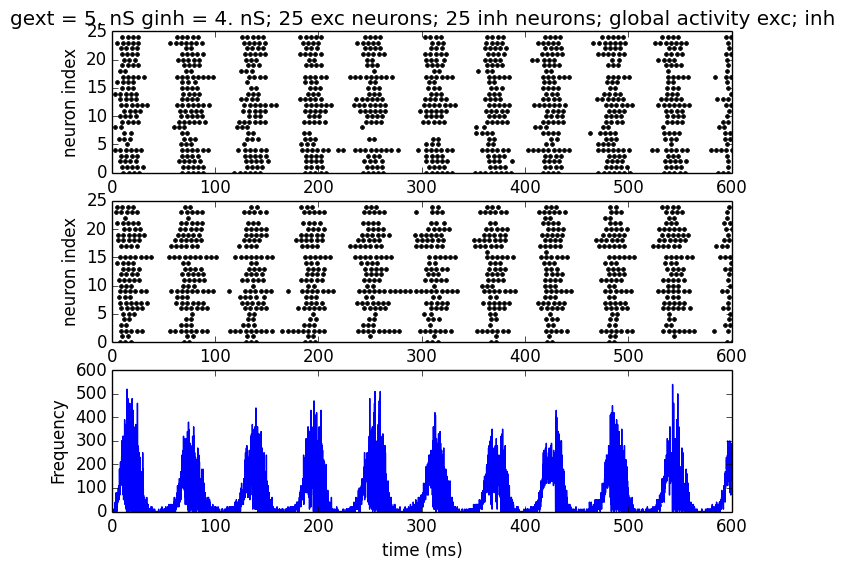 gext = 5. nS ginh = 4. nS; 25 exc neurons; 25 inh neurons; global activity exc; inh
25
20
15
10
5
0
neuron index
0 100 200 300 400 500 600
25
20
15
10
5
0
neuron index
0 100 200 300 400 500 600
600
500
400
300
200
100
0
Frequency
0 100 200 300 400 500 600
time (ms)